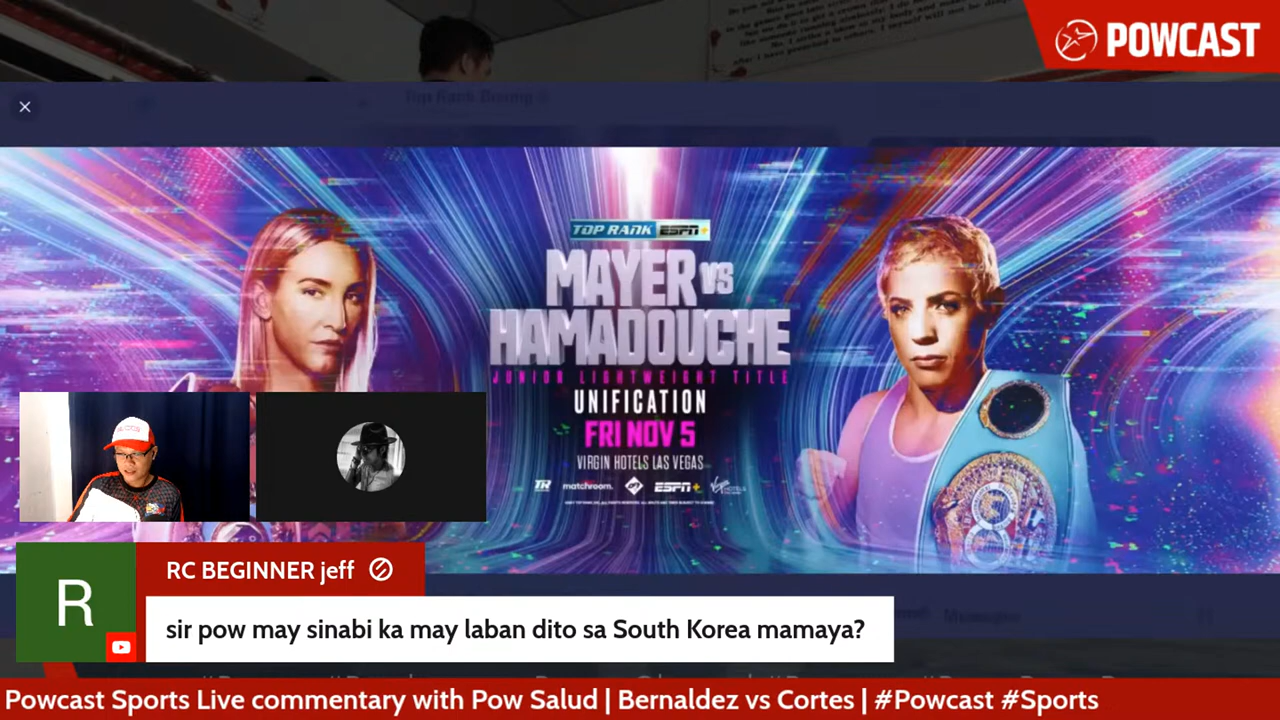 POWCAST
TOP RANK ESPN+
MAYER VS
HAMADOUCHE
JUNIOR LIGHTWEIGHT TITLE
UNIFICATION
FRI NOV 5
VIRGIN HOTELS LAS VEGAS
TR matchroom. ESPN+
R
RC BEGINNER jeff
sir pow may sinabi ka may laban dito sa South Korea mamaya?
Powcast Sports Live commentary with Pow Salud | Bernaldez vs Cortes | #Powcast #Sports